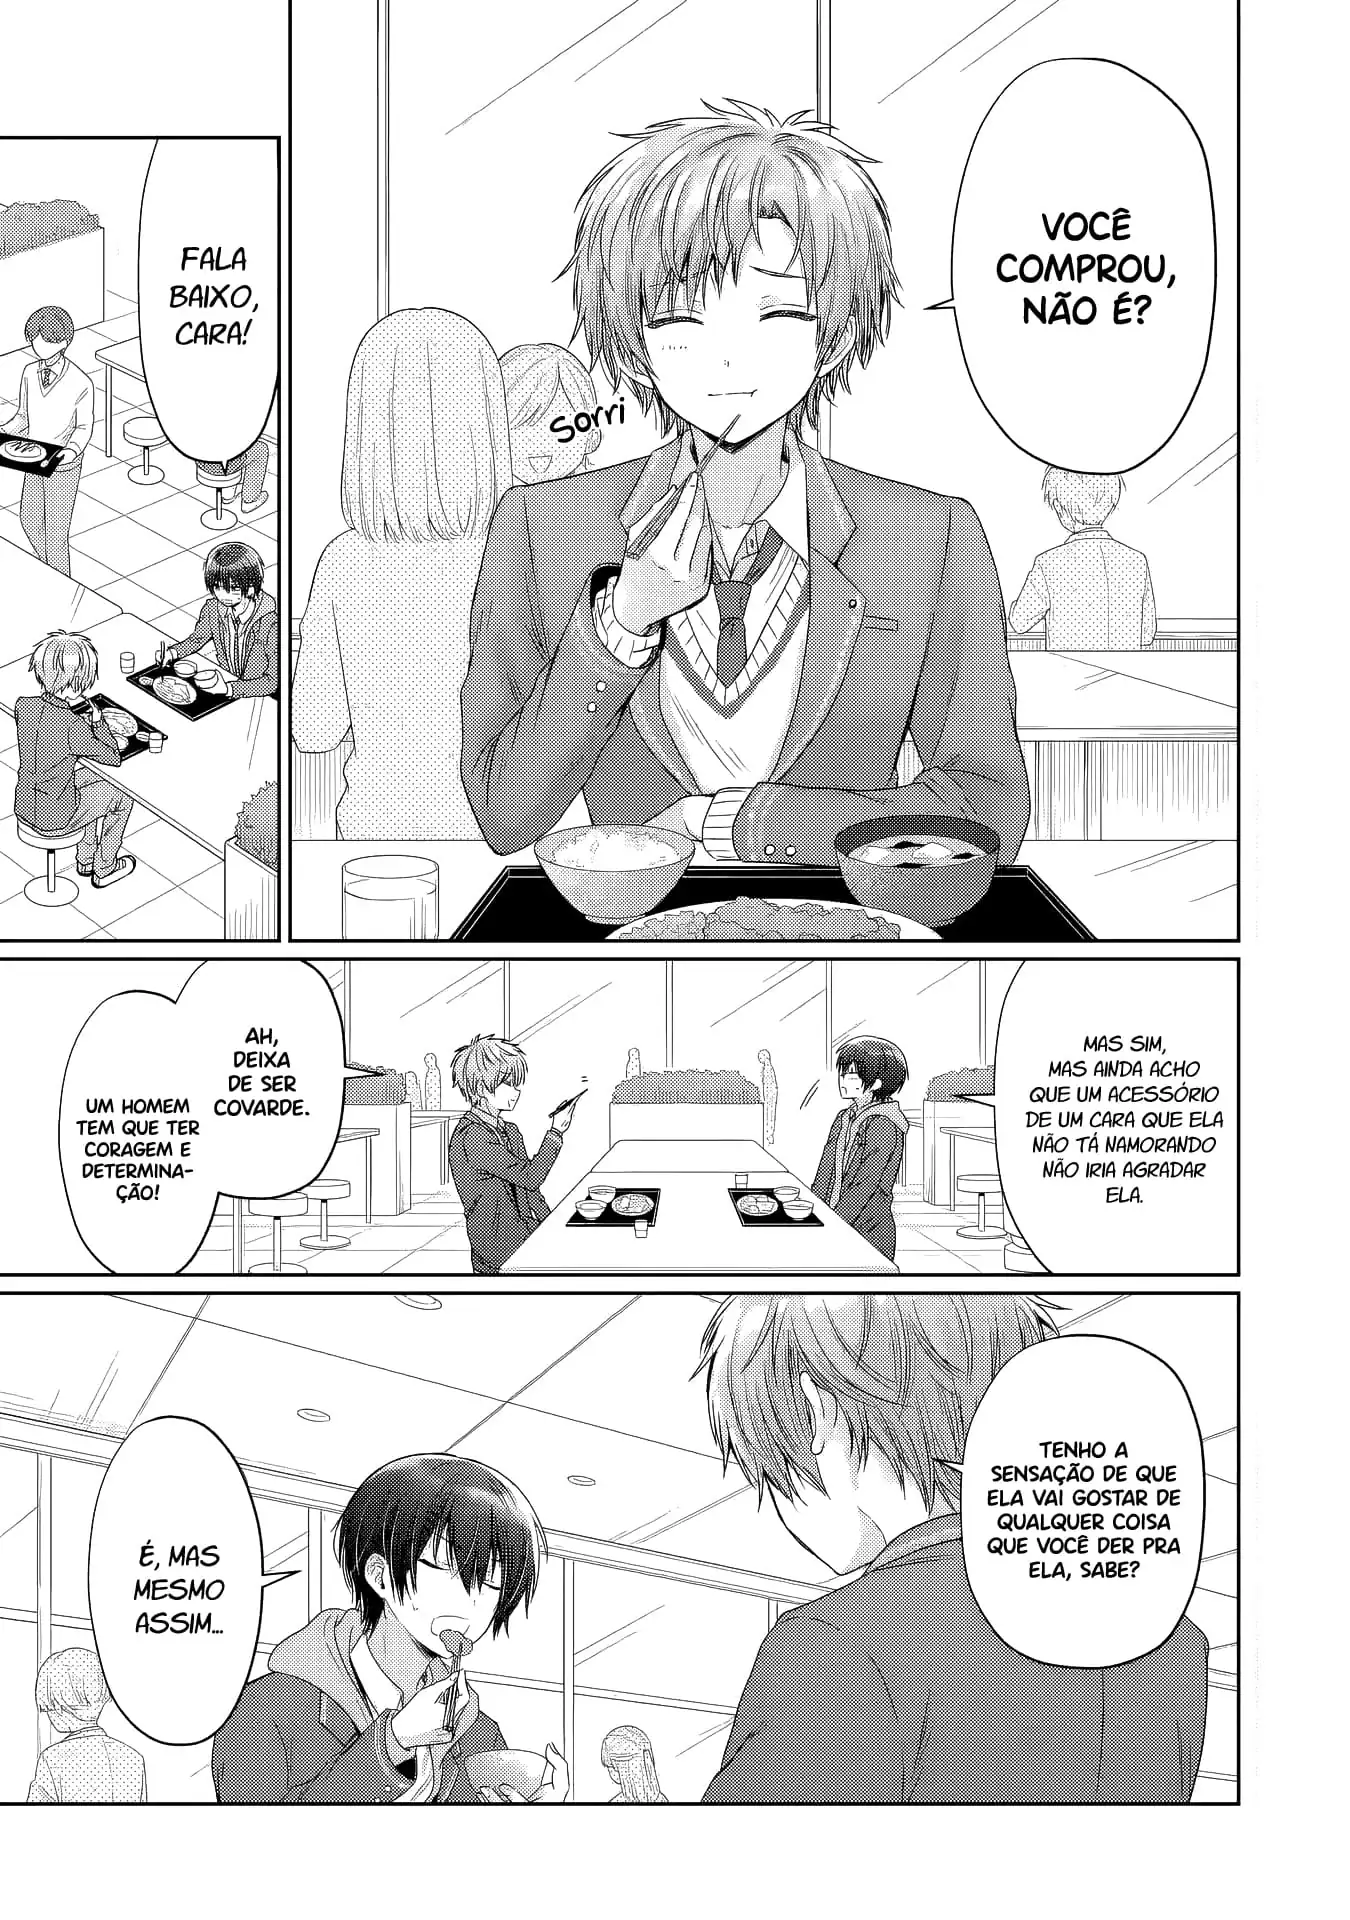 VOCÊ
COMPROU,
NÃO É?
Sorri
FALA
BAIXO,
CARA!
MAS SIM,
MAS AINDA ACHO
QUE UM ACESSÓRIO
DE UM CARA QUE ELA
NÃO TÁ NAMORANDO
NÃO IRIA AGRADAR
ELA.
AH,
DEIXA
DE SER
COVARDE.
UM HOMEM
TEM QUE TER
CORAGEM E
DETERMINA-
ÇÃO!
TENHO A
SENSAÇÃO DE QUE
ELA VAI GOSTAR DE
QUALQUER COISA
QUE VOCÊ DER PRA
ELA, SABE?
É, MAS
MESMO
ASSIM...